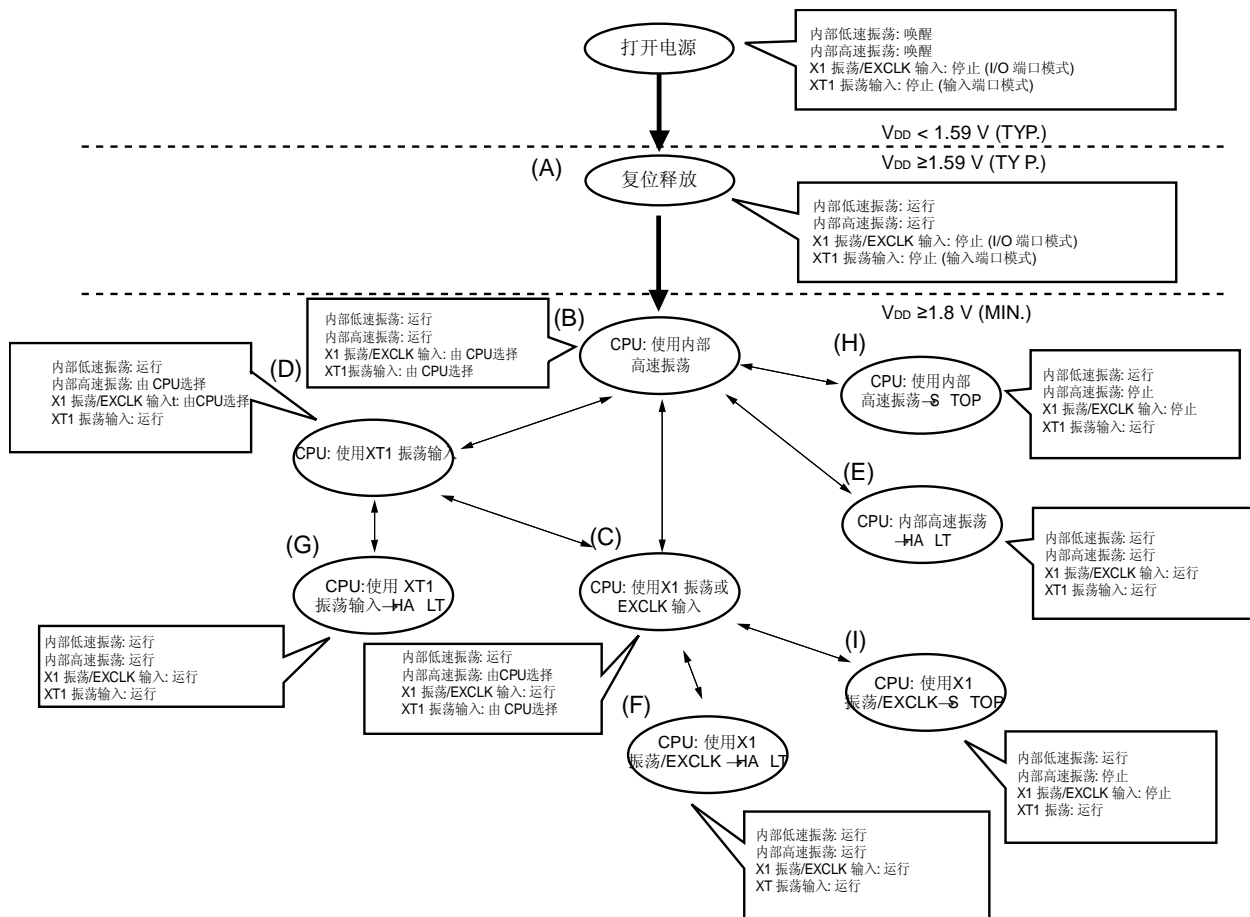 打开电源
内部低速振荡: 唤醒
内部高速振荡: 唤醒
X1 振荡/EXCLK 输入: 停止 (I/O 端口模式)
XT1 振荡输入: 停止 (输入端口模式)
VDD < 1.59 V (TYP.)
VDD ≥1.59 V (TY P.)
(A)
复位释放
内部低速振荡: 运行
内部高速振荡: 运行
X1 振荡/EXCLK 输入: 停止 (I/O 端口模式)
XT1 振荡输入: 停止 (输入端口模式)
VDD ≥1.8 V (MIN.)
(B)
内部低速振荡: 运行
内部高速振荡: 运行
X1 振荡/EXCLK 输入: 由 CPU选择
XT1振荡输入: 由 CPU选择
CPU: 使用内部
高速振荡
(H)
CPU: 使用内部
高速振荡→S TOP
内部低速振荡: 运行
内部高速振荡: 停止
X1 振荡/EXCLK 输入: 停止
XT1 振荡输入: 运行
(D)
内部低速振荡: 运行
内部高速振荡: 由 CPU选择
X1 振荡/EXCLK 输入t: 由CPU选择
XT1 振荡输入: 运行
CPU: 使用XT1 振荡输入
(E)
CPU: 内部高速振荡
→HA LT
内部低速振荡: 运行
内部高速振荡: 运行
X1 振荡/EXCLK 输入: 运行
XT1 振荡输入: 运行
(G)
CPU:使用 XT1
振荡输入→HA LT
内部低速振荡: 运行
内部高速振荡: 运行
X1 振荡/EXCLK 输入: 运行
XT1 振荡输入: 运行
(C)
CPU: 使用X1 振荡或
EXCLK 输入
内部低速振荡: 运行
内部高速振荡: 由CPU选择
X1 振荡/EXCLK 输入: 运行
XT1 振荡输入: 由 CPU选择
(I)
CPU: 使用X1
振荡/EXCLK→S TOP
内部低速振荡: 运行
内部高速振荡: 停止
X1 振荡/EXCLK 输入: 停止
XT1 振荡: 运行
(F)
CPU: 使用X1
振荡/EXCLK →HA LT
内部低速振荡: 运行
内部高速振荡: 运行
X1 振荡/EXCLK 输入: 运行
XT 振荡输入: 运行